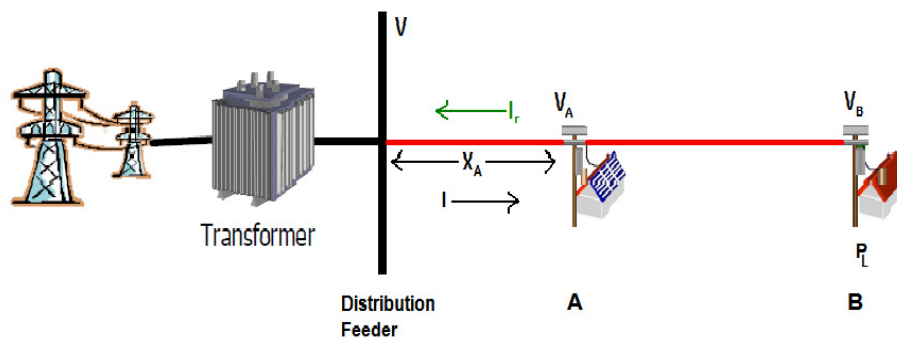 V
I_r
V_A
V_B
X_A
I
Transformer
P_L
Distribution
Feeder
A
B